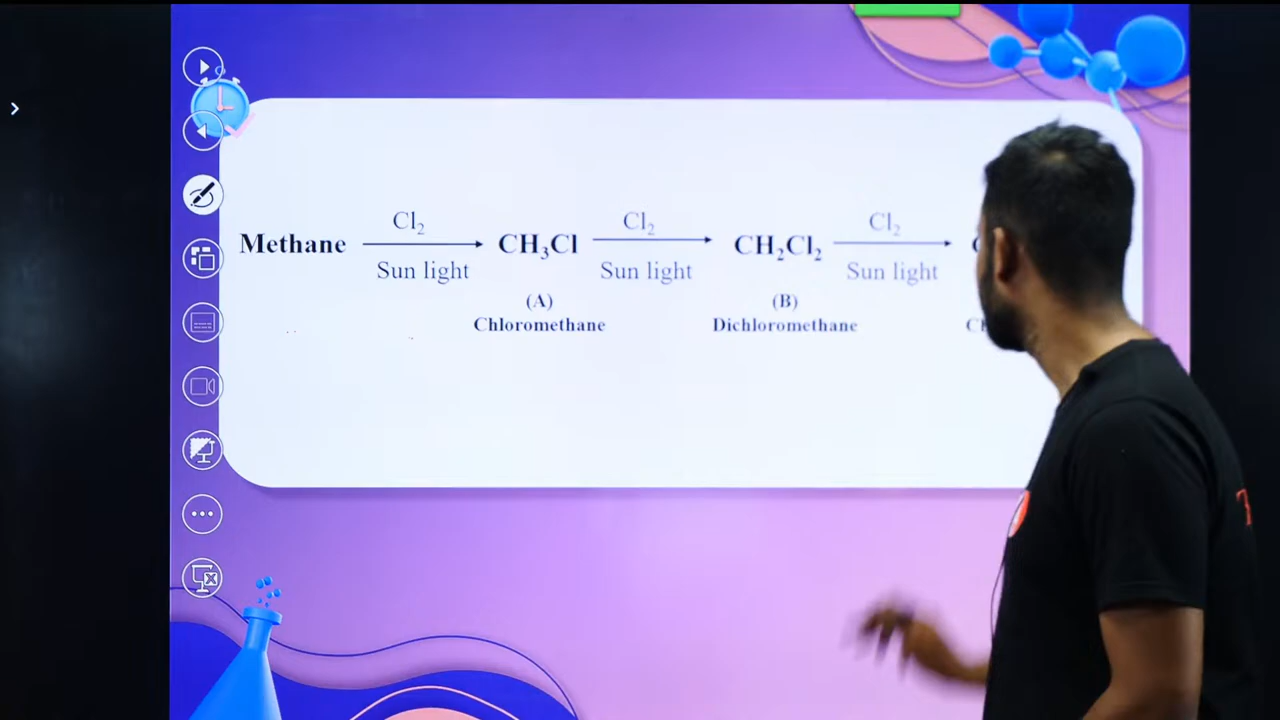 Methane
Cl₂
Sun light
CH₃Cl
(A)
Chloromethane
Cl₂
Sun light
CH₂Cl₂
(B)
Dichloromethane
Cl₂
Sun light